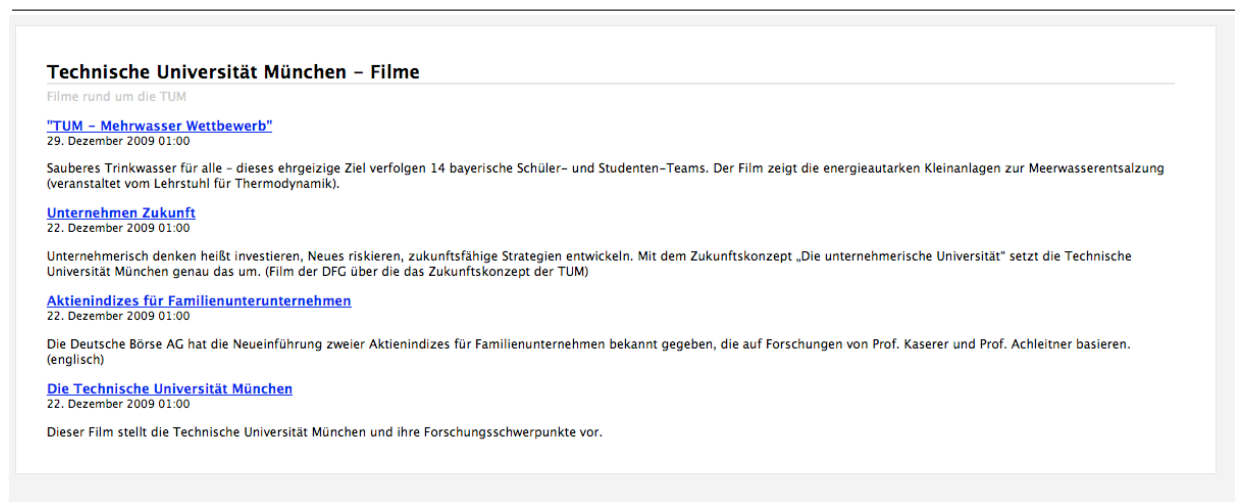 Technische Universität München – Filme
Filme rund um die TUM
"TUM – Mehrwasser Wettbewerb"
29. Dezember 2009 01:00
Sauberes Trinkwasser für alle – dieses ehrgeizige Ziel verfolgen 14 bayerische Schüler– und Studenten–Teams. Der Film zeigt die energieautarken Kleinanlagen zur Meerwasserentsalzung
(veranstaltet vom Lehrstuhl für Thermodynamik).
Unternehmen Zukunft
22. Dezember 2009 01:00
Unternehmerisch denken heißt investieren, Neues riskieren, zukunftsfähige Strategien entwickeln. Mit dem Zukunftskonzept „Die unternehmerische Universität“ setzt die Technische
Universität München genau das um. (Film der DFG über die das Zukunftskonzept der TUM)
Aktienindizes für Familienunterunternehmen
22. Dezember 2009 01:00
Die Deutsche Börse AG hat die Neueinführung zweier Aktienindizes für Familienunternehmen bekannt gegeben, die auf Forschungen von Prof. Kaserer und Prof. Achleitner basieren.
(englisch)
Die Technische Universität München
22. Dezember 2009 01:00
Dieser Film stellt die Technische Universität München und ihre Forschungsschwerpunkte vor.